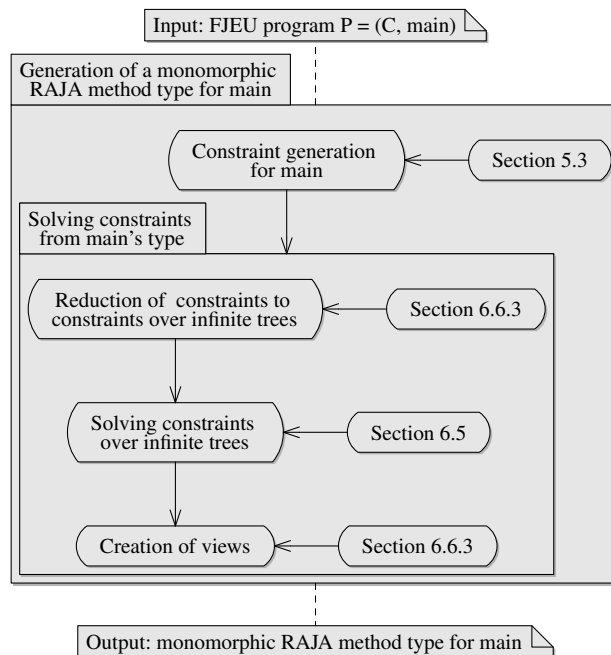 Input: FJEU program P = (C, main)
Generation of a monomorphic
RAJA method type for main
Constraint generation
for main
Section 5.3
Solving constraints
from main's type
Reduction of constraints to
constraints over infinite trees
Section 6.6.3
Solving constraints
over infinite trees
Section 6.5
Creation of views
Section 6.6.3
Output: monomorphic RAJA method type for main